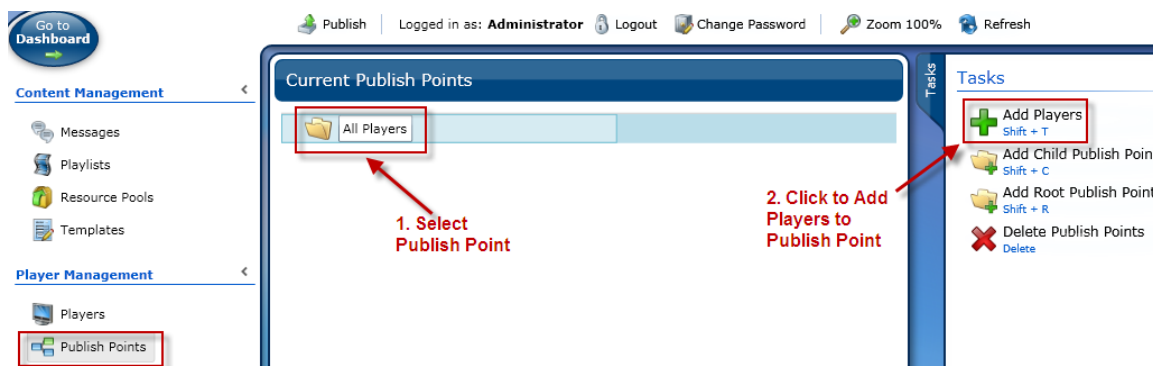 Go to
Dashboard
Publish
Logged in as: Administrator
Logout
Change Password
Zoom 100%
Refresh
Content Management
Messages
Playlists
Resource Pools
Templates
Player Management
Players
Publish Points
Current Publish Points
All Players
1. Select
Publish Point
2. Click to Add
Players to
Publish Point
Tasks
Tasks
Add Players
Shift + T
Add Child Publish Poin
Shift + C
Add Root Publish Point
Shift + R
Delete Publish Points
Delete